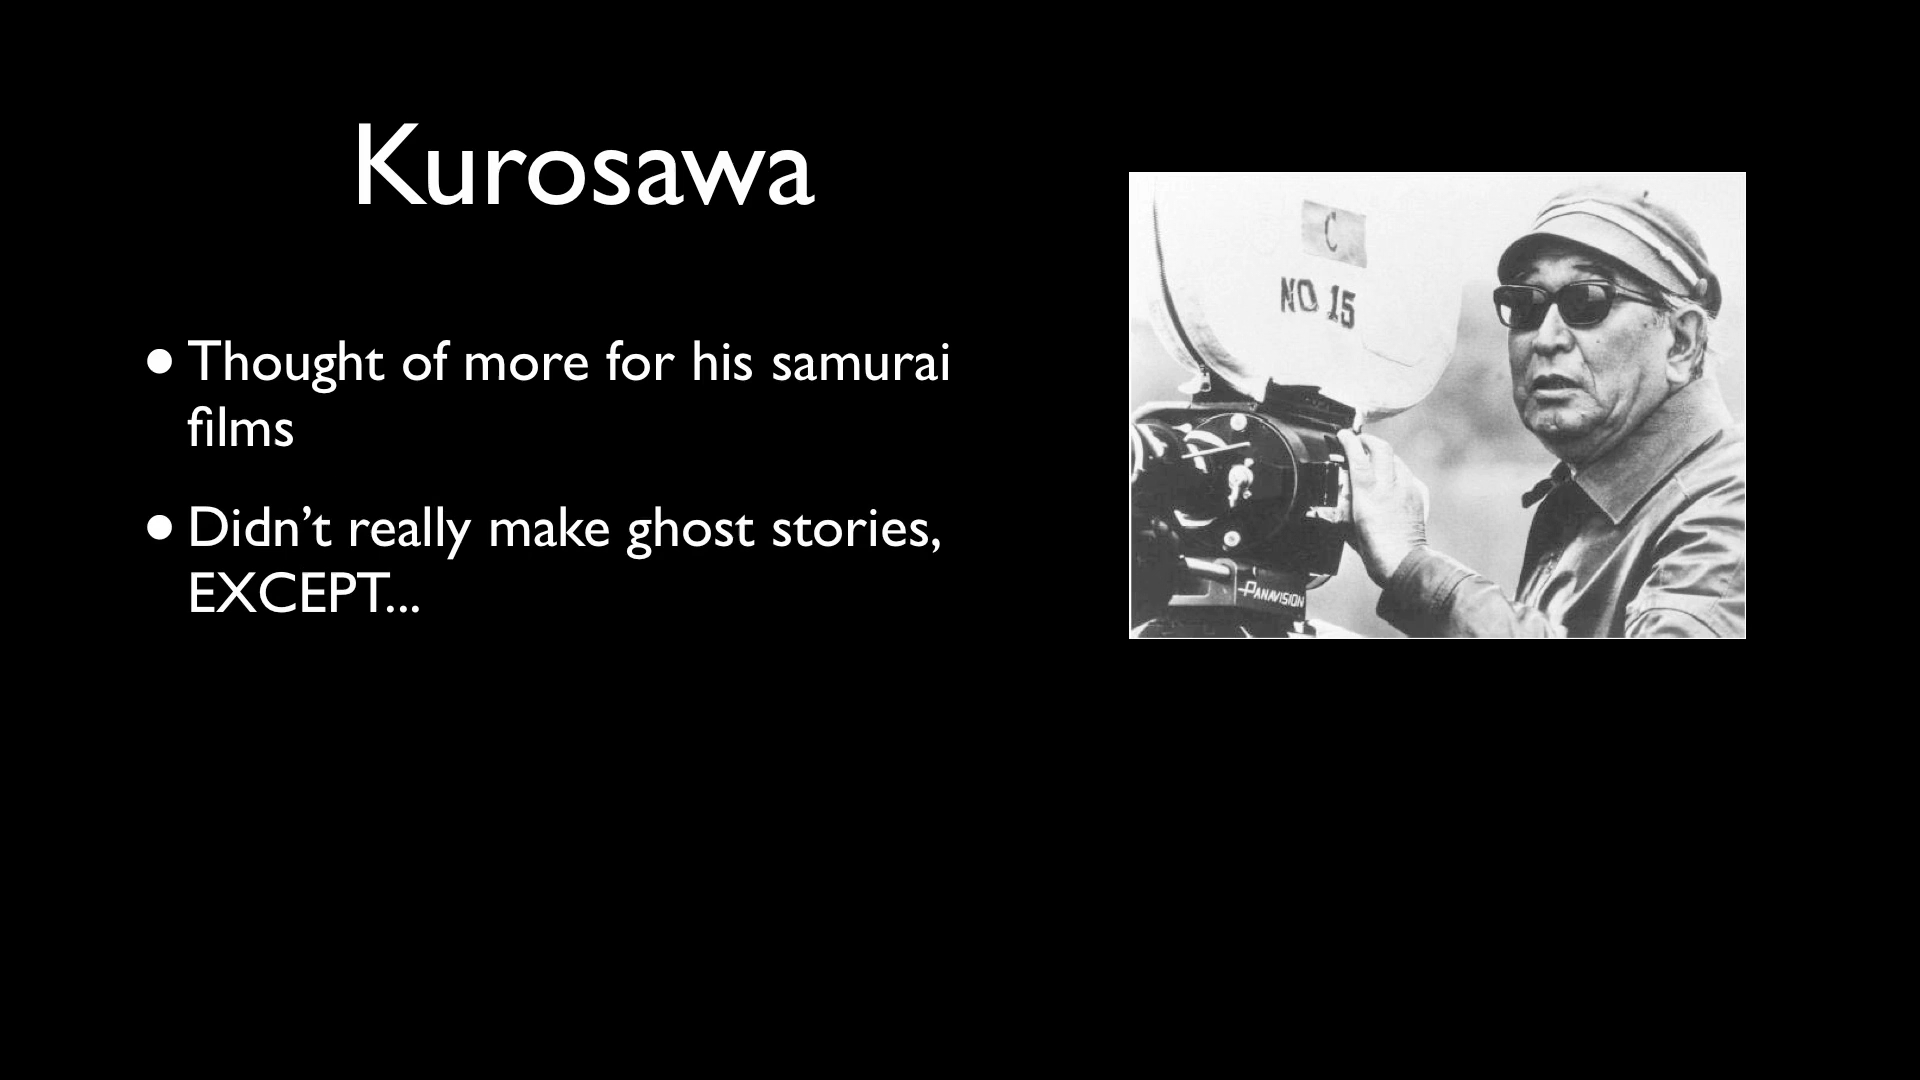 Kurosawa
• Thought of more for his samurai
films
• Didn’t really make ghost stories,
EXCEPT...
C
NO 15
PANAVISION